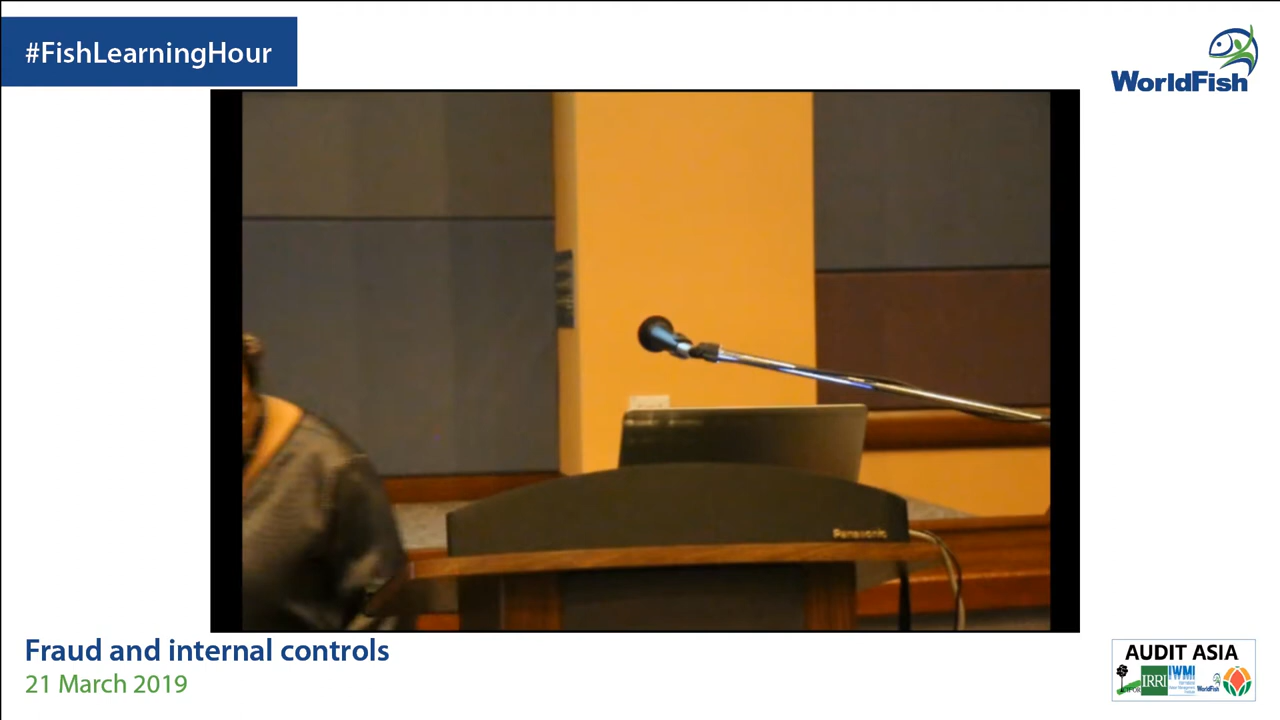 #FishLearningHour
WorldFish
Panasonic
Fraud and internal controls
21 March 2019
AUDIT ASIA
IRRI
IWMI
WorldFish